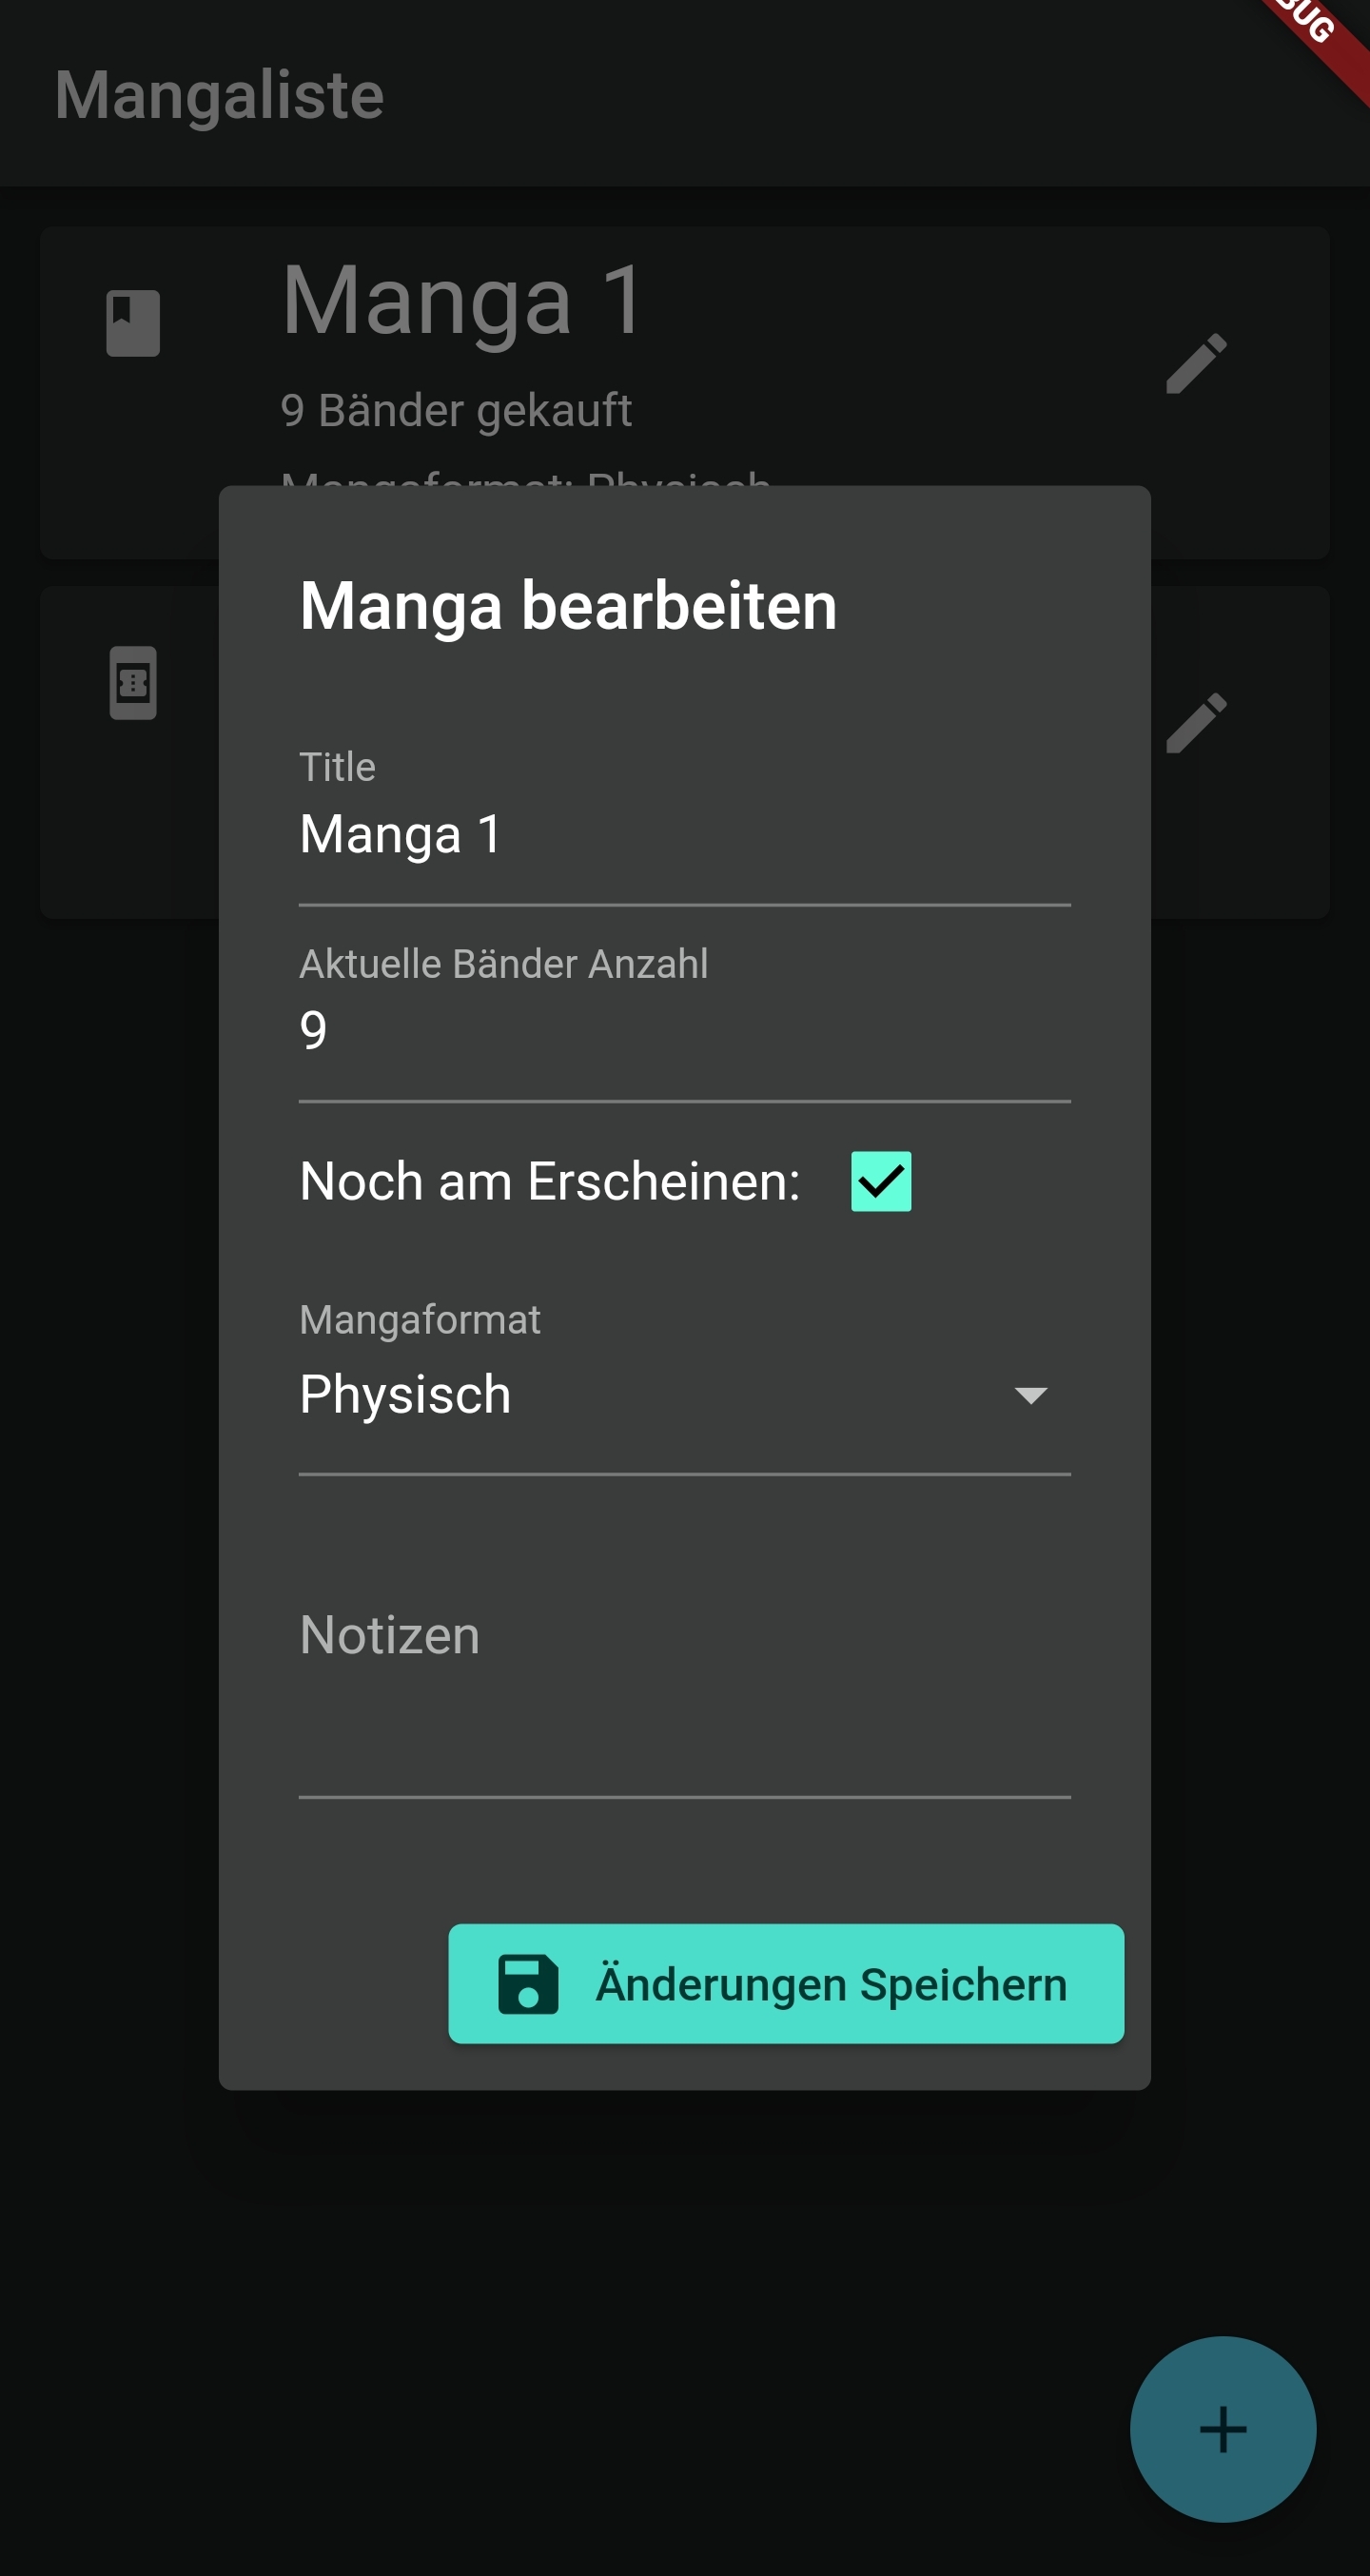 BUG
Mangaliste
Manga 1
9 Bänder gekauft
Mangaformat: Physisch
Manga bearbeiten
Title
Manga 1
Aktuelle Bänder Anzahl
9
Noch am Erscheinen:
Mangaformat
Physisch
Notizen
Änderungen Speichern